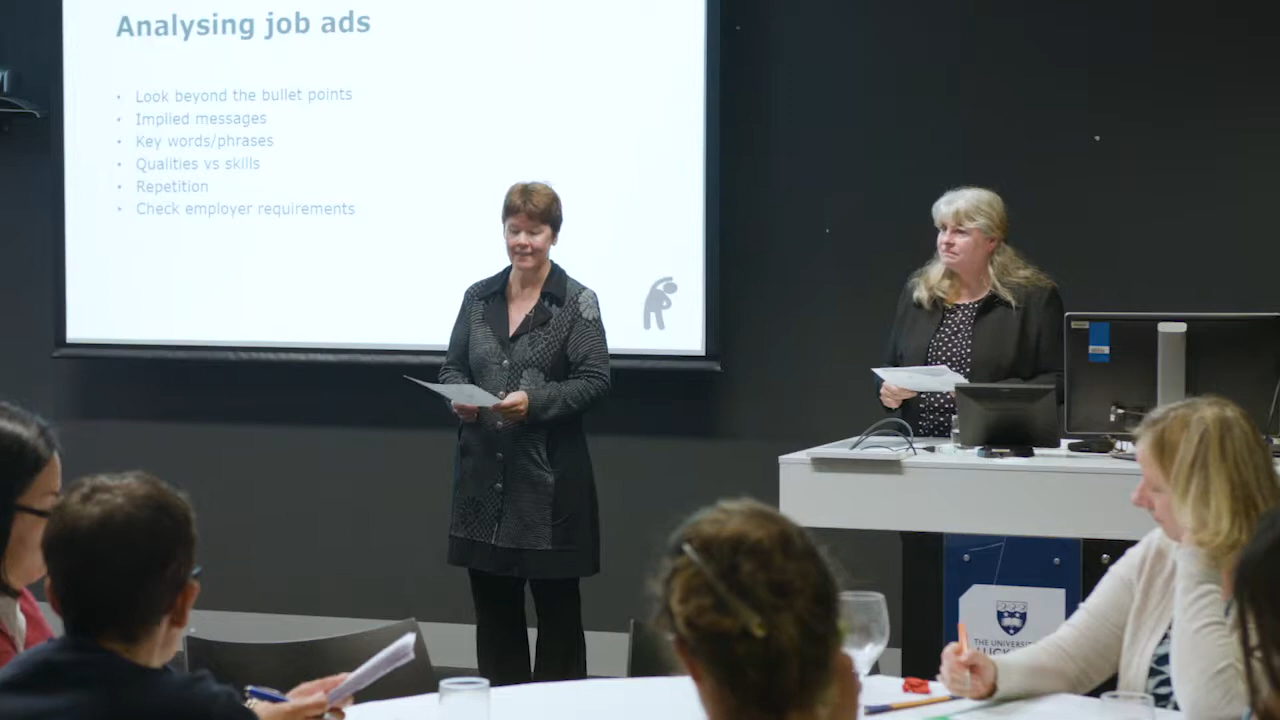 Analysing job ads
• Look beyond the bullet points
• Implied messages
• Key words/phrases
• Qualities vs skills
• Repetition
• Check employer requirements
THE UNIVERSITY